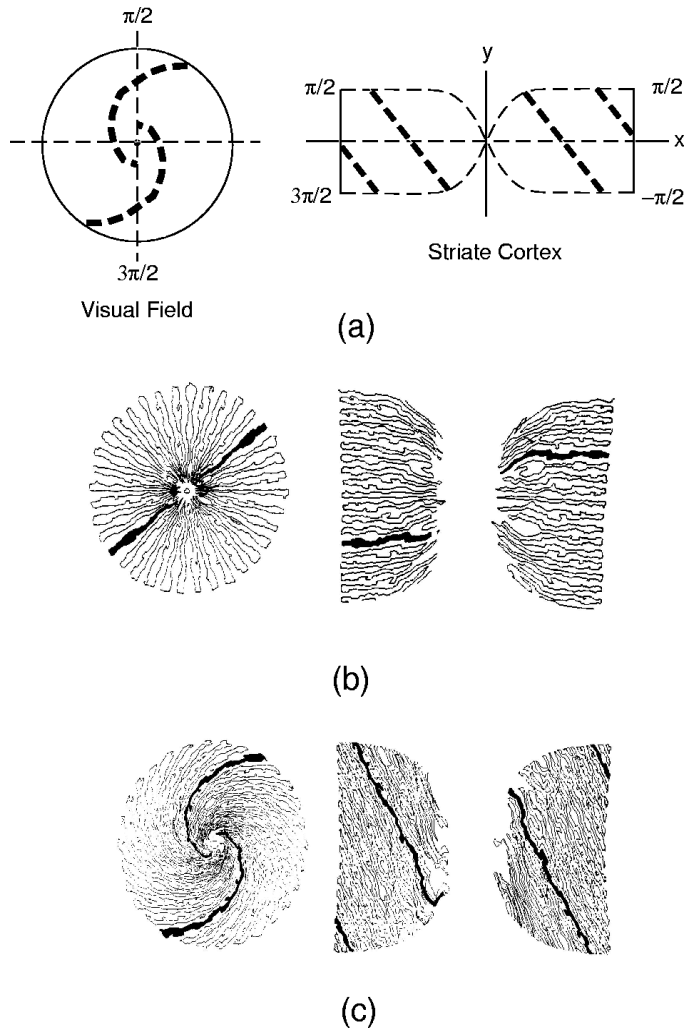 π/2
y
π/2
π/2
x
3π/2
-π/2
3π/2
Striate Cortex
Visual Field
(a)
(b)
(c)